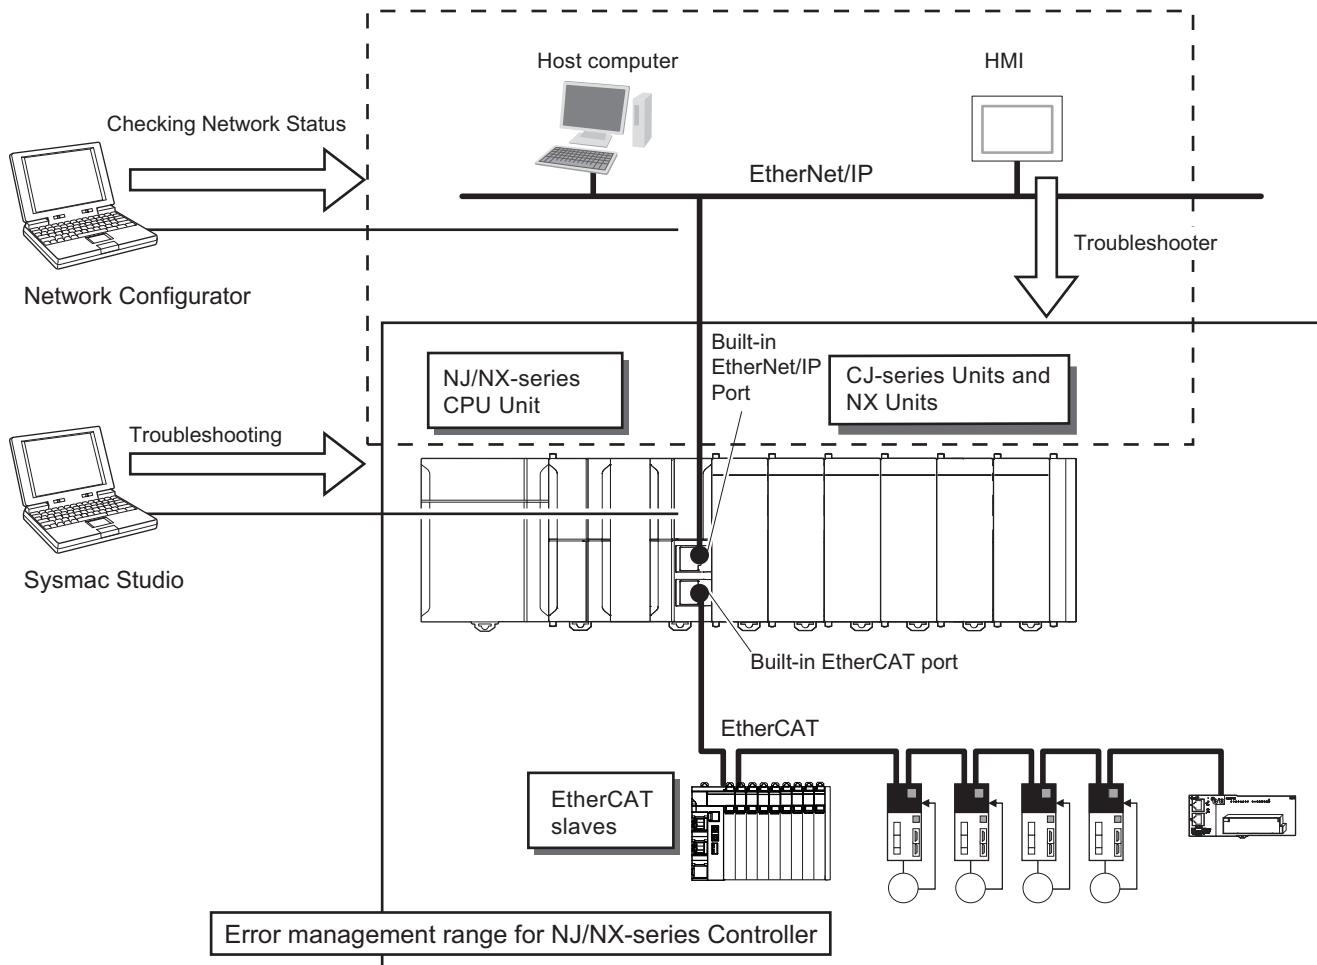 Host computer
HMI
Checking Network Status
EtherNet/IP
Troubleshooter
Network Configurator
Built-in
EtherNet/IP
Port
NJ/NX-series
CPU Unit
CJ-series Units and
NX Units
Troubleshooting
Sysmac Studio
Built-in EtherCAT port
EtherCAT
EtherCAT
slaves
Error management range for NJ/NX-series Controller